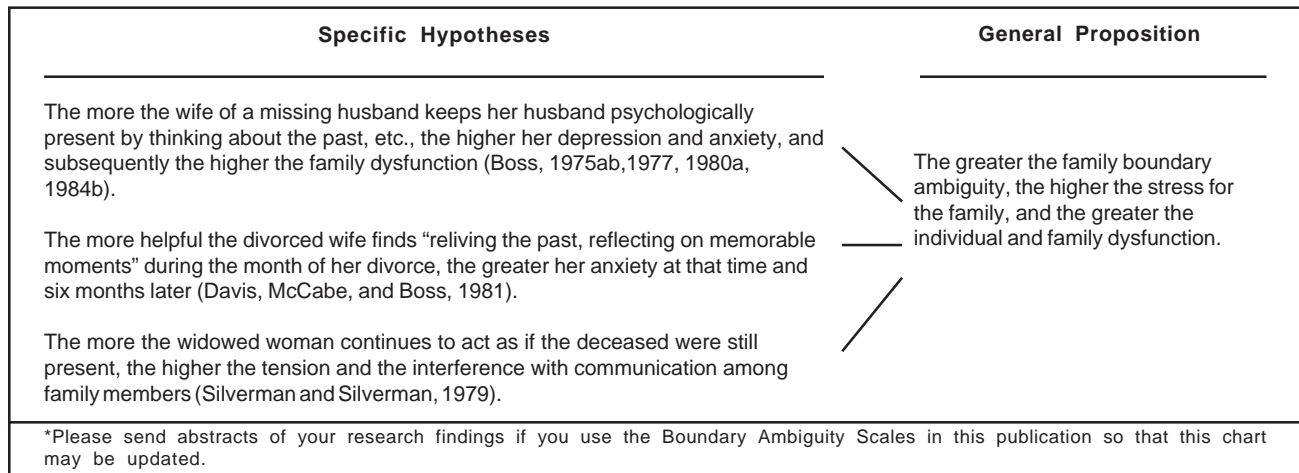 Specific Hypotheses
General Proposition
The more the wife of a missing husband keeps her husband psychologically
present by thinking about the past, etc., the higher her depression and anxiety, and
subsequently the higher the family dysfunction (Boss, 1975ab,1977, 1980a,
1984b).
The more helpful the divorced wife finds “reliving the past, reflecting on memorable
moments” during the month of her divorce, the greater her anxiety at that time and
six months later (Davis, McCabe, and Boss, 1981).
The more the widowed woman continues to act as if the deceased were still
present, the higher the tension and the interference with communication among
family members (Silverman and Silverman, 1979).
The greater the family boundary
ambiguity, the higher the stress for
the family, and the greater the
individual and family dysfunction.
*Please send abstracts of your research findings if you use the Boundary Ambiguity Scales in this publication so that this chart
may be updated.